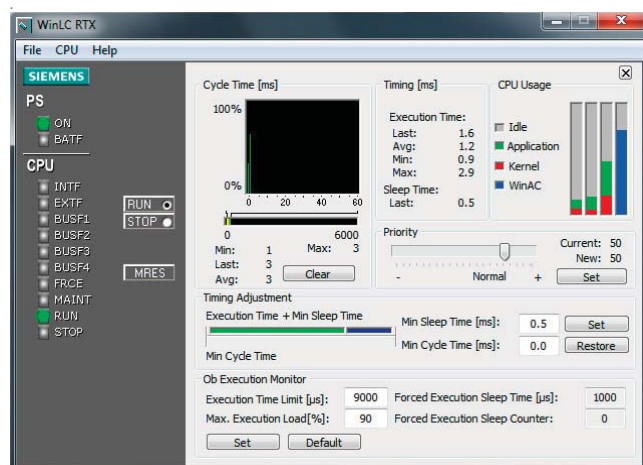 WinLC RTX
File CPU Help
SIEMENS
PS
ON
BATF
CPU
INTF
EXTF
BUSF1
BUSF2
BUSF3
BUSF4
FRCE
MAINT
RUN
STOP
RUN
STOP
MRES
Cycle Time [ms]
100%
0%
0 20 40 60
0 6000
Min: 1 Max: 3
Last: 3
Avg: 3 Clear
Timing [ms]
Execution Time:
Last: 1.6
Avg: 1.2
Min: 0.9
Max: 2.9
Sleep Time:
Last: 0.5
CPU Usage
Idle
Application
Kernel
WinAC
Priority
Current: 50
New: 50
- Normal + Set
Timing Adjustment
Execution Time + Min Sleep Time
Min Cycle Time
Min Sleep Time [ms]: 0.5 Set
Min Cycle Time [ms]: 0.0 Restore
Ob Execution Monitor
Execution Time Limit [µs]: 9000 Forced Execution Sleep Time [µs]: 1000
Max. Execution Load[%]: 90 Forced Execution Sleep Counter: 0
Set Default